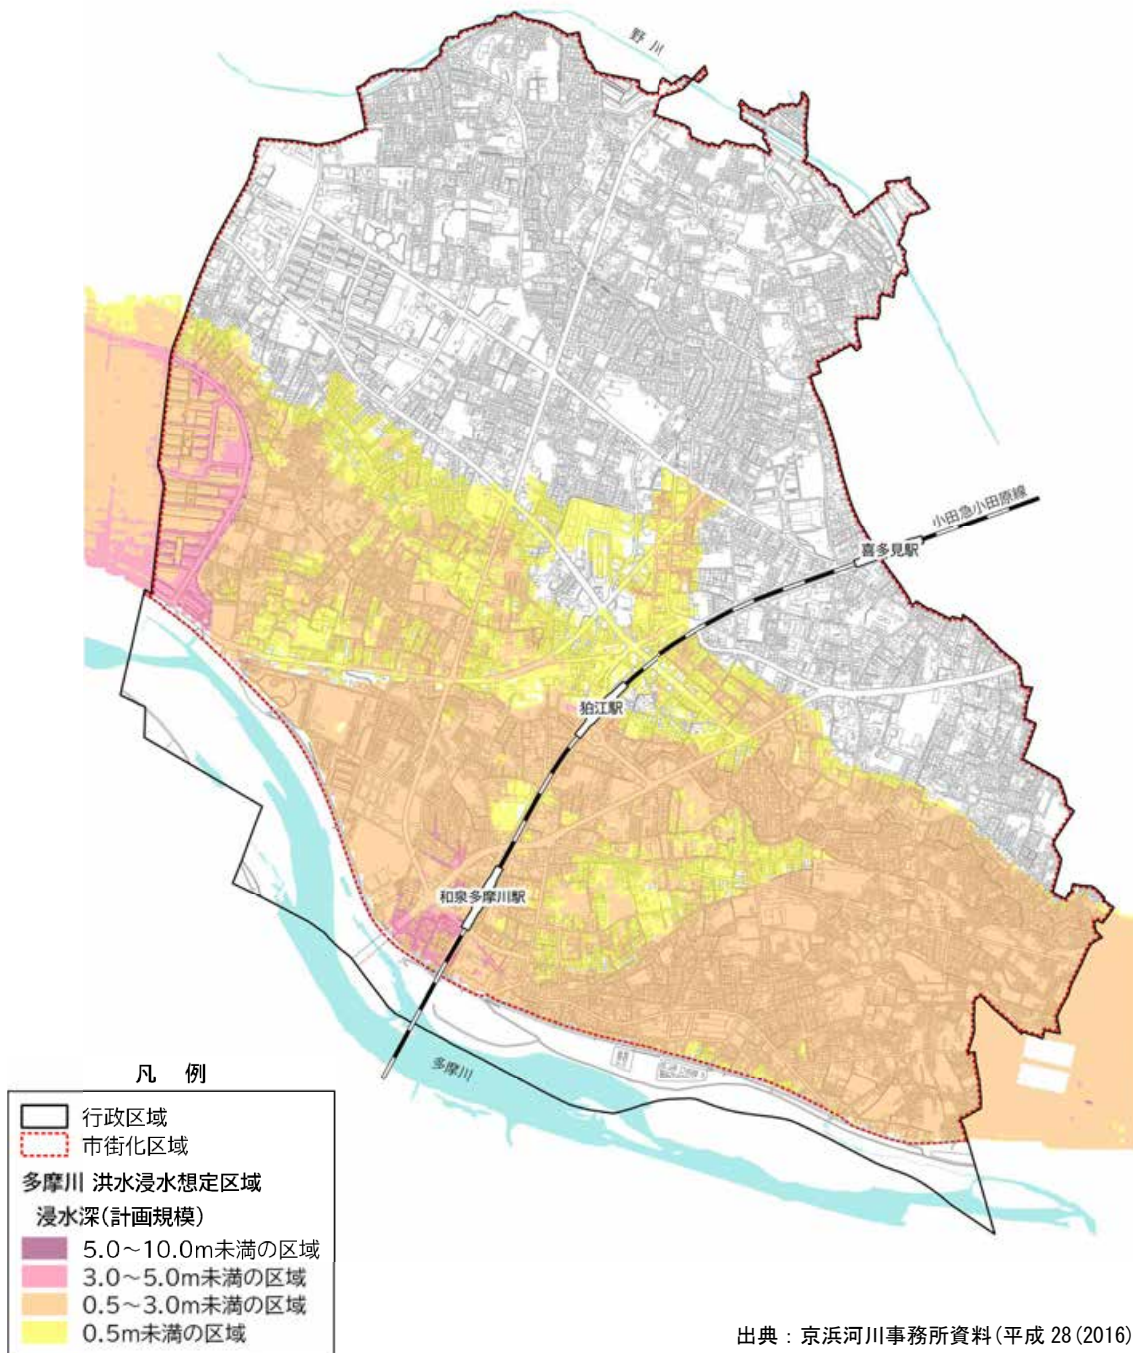 野川
小田急小田原線
喜多見駅
狛江駅
和泉多摩川駅
多摩川
凡 例
行政区域
市街化区域
多摩川 洪水浸水想定区域
浸水深(計画規模)
5.0～10.0m未満の区域
3.0～5.0m未満の区域
0.5～3.0m未満の区域
0.5m未満の区域
出典：京浜河川事務所資料(平成 28(2016)